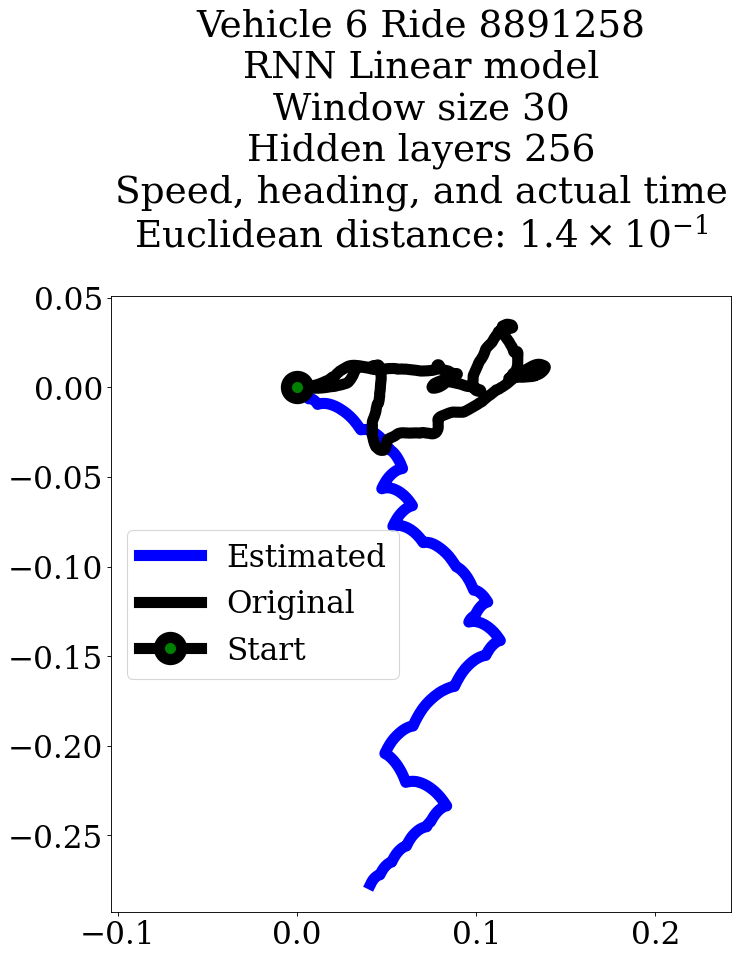 Vehicle 6 Ride 8891258
RNN Linear model
Window size 30
Hidden layers 256
Speed, heading, and actual time
Euclidean distance: 1.4 × 10⁻¹
0.05
0.00
−0.05
−0.10
−0.15
−0.20
−0.25
Estimated
Original
Start
−0.1
0.0
0.1
0.2